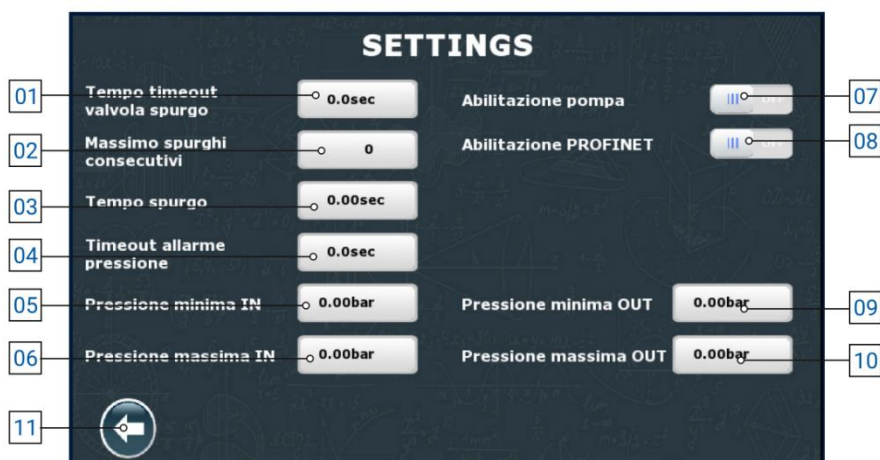 SETTINGS
01
Tempo timeout
valvola spurgo
0.0sec
Abilitazione pompa
OFF
07
02
Massimo spurghi
consecutivi
0
Abilitazione PROFINET
OFF
08
03
Tempo spurgo
0.00sec
04
Timeout allarme
pressione
0.0sec
05
Pressione minima IN
0.00bar
Pressione minima OUT
0.00bar
09
06
Pressione massima IN
0.00bar
Pressione massima OUT
0.00bar
10
11